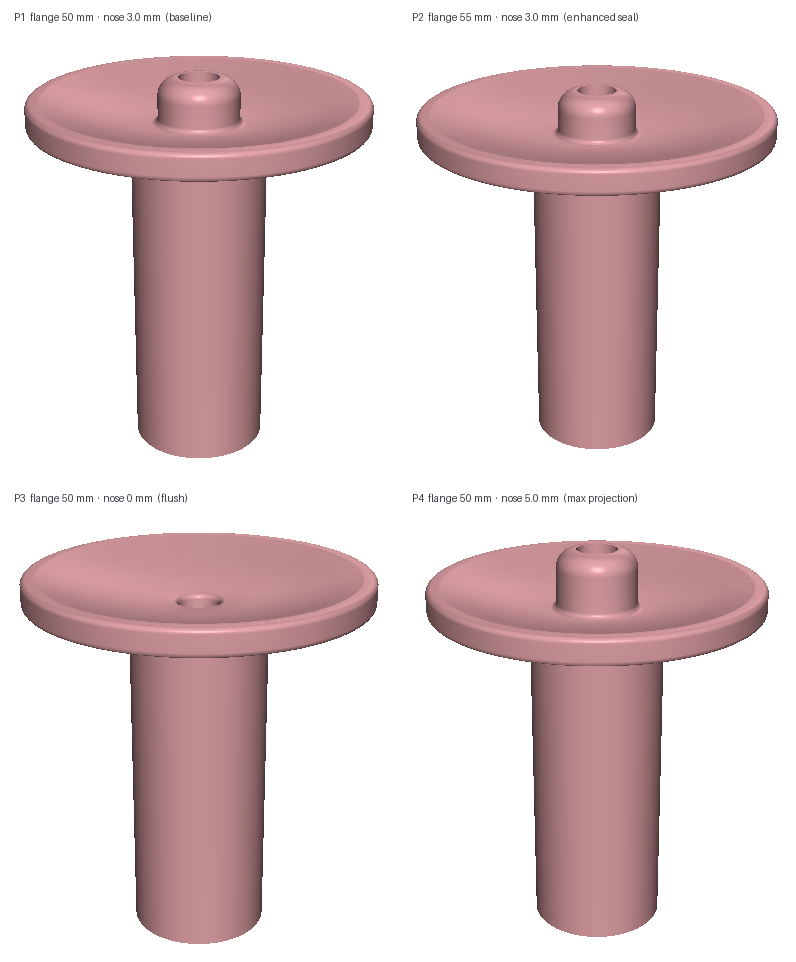 P1 flange 50 mm · nose 3.0 mm (baseline)
P2 flange 55 mm · nose 3.0 mm (enhanced seal)
P3 flange 50 mm · nose 0 mm (flush)
P4 flange 50 mm · nose 5.0 mm (max projection)